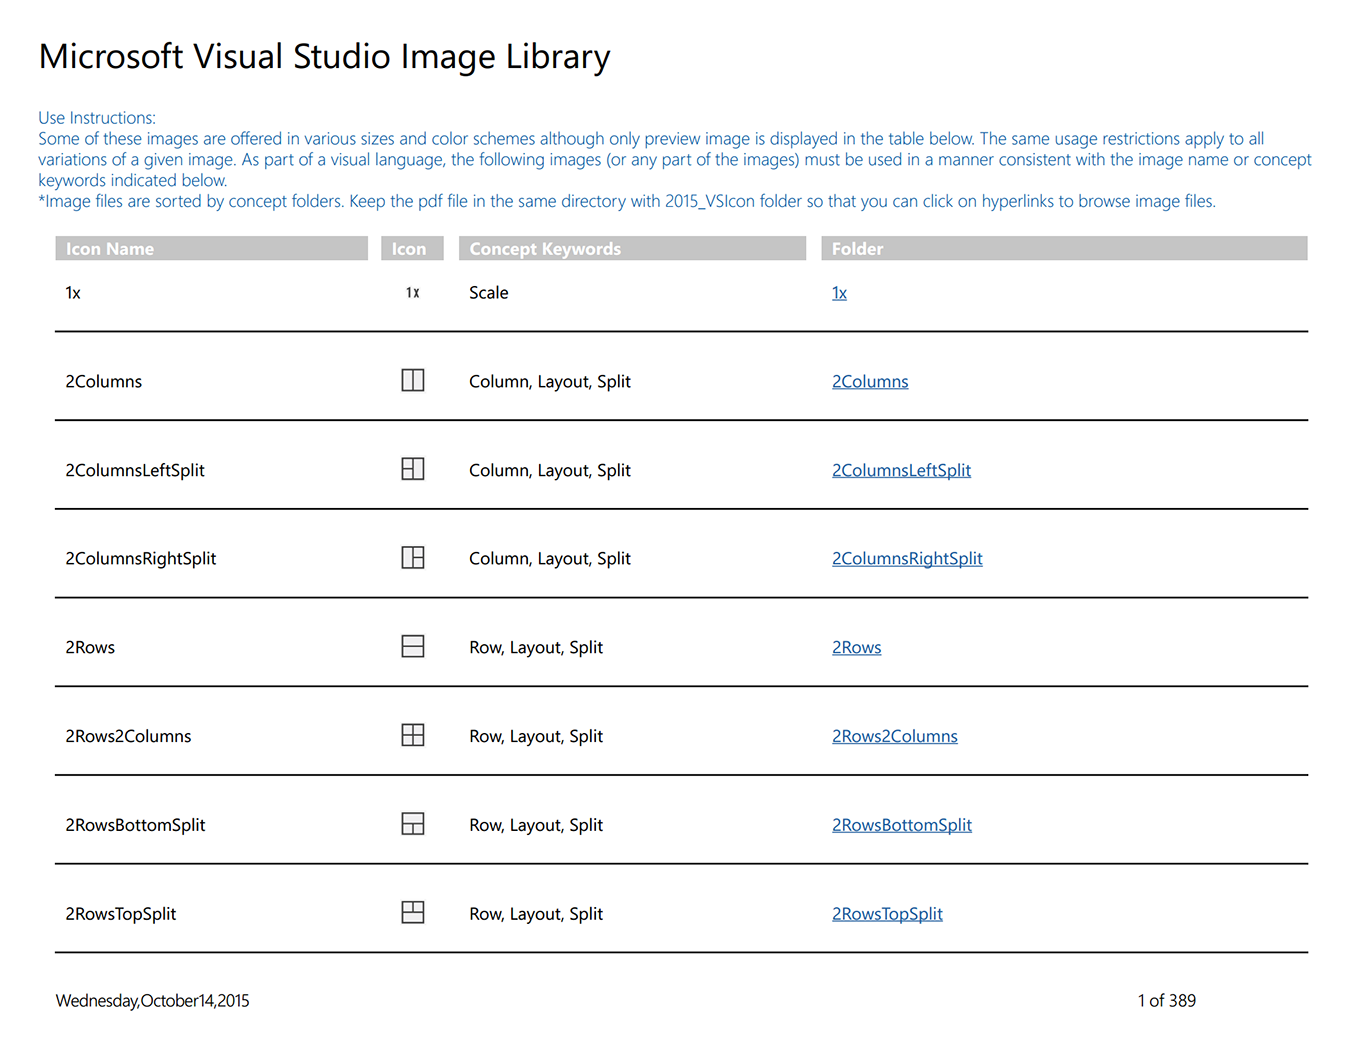 Microsoft Visual Studio Image Library
Use Instructions:
Some of these images are offered in various sizes and color schemes although only preview image is displayed in the table below. The same usage restrictions apply to all
variations of a given image. As part of a visual language, the following images (or any part of the images) must be used in a manner consistent with the image name or concept
keywords indicated below.
*Image files are sorted by concept folders. Keep the pdf file in the same directory with 2015_VSIcon folder so that you can click on hyperlinks to browse image files.
Icon Name Icon Concept Keywords Folder
1x 1x Scale 1x
2Columns Column, Layout, Split 2Columns
2ColumnsLeftSplit Column, Layout, Split 2ColumnsLeftSplit
2ColumnsRightSplit Column, Layout, Split 2ColumnsRightSplit
2Rows Row, Layout, Split 2Rows
2Rows2Columns Row, Layout, Split 2Rows2Columns
2RowsBottomSplit Row, Layout, Split 2RowsBottomSplit
2RowsTopSplit Row, Layout, Split 2RowsTopSplit
Wednesday,October14,2015 1 of 389